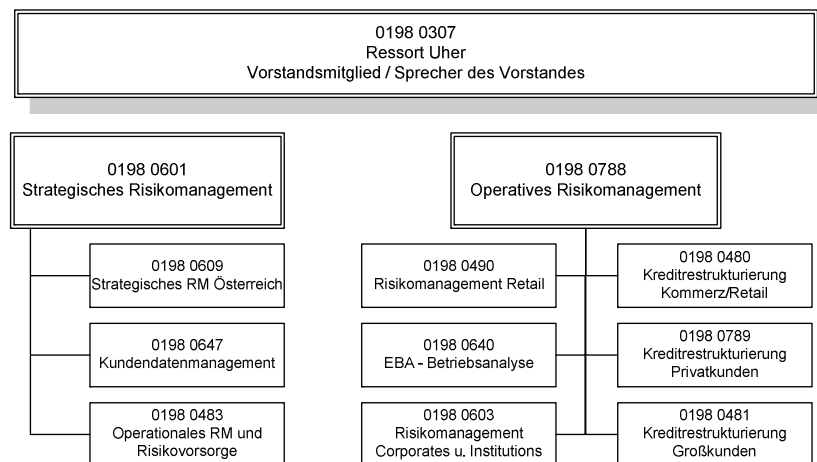 0198 0307
Ressort Uher
Vorstandsmitglied / Sprecher des Vorstandes
0198 0601
Strategisches Risikomanagement
0198 0609
Strategisches RM Österreich
0198 0647
Kundendatenmanagement
0198 0483
Operationales RM und
Risikovorsorge
0198 0788
Operatives Risikomanagement
0198 0490
Risikomanagement Retail
0198 0640
EBA - Betriebsanalyse
0198 0603
Risikomanagement
Corporates u. Institutions
0198 0480
Kreditrestrukturierung
Kommerz/Retail
0198 0789
Kreditrestrukturierung
Privatkunden
0198 0481
Kreditrestrukturierung
Großkunden